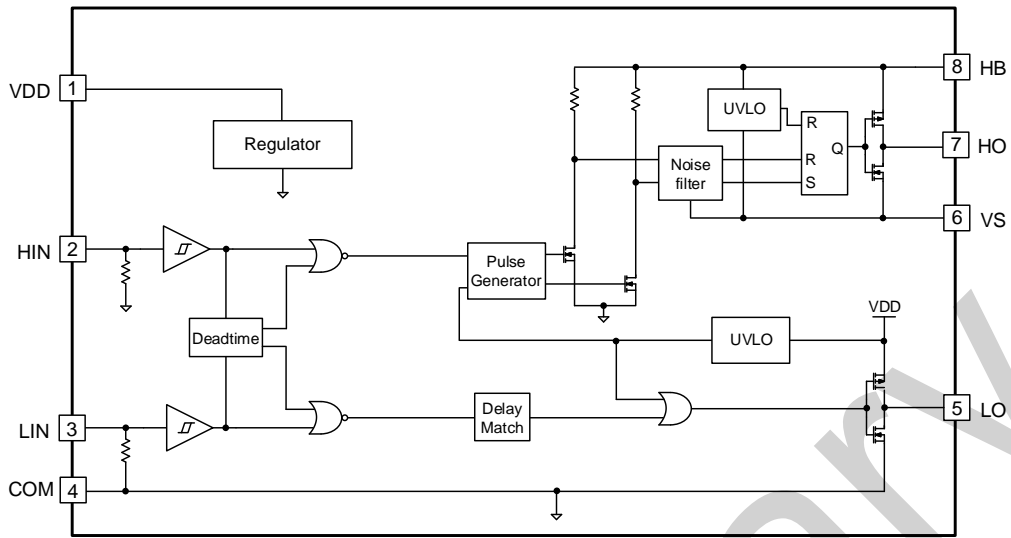 VDD
1
Regulator
HIN
2
Deadtime
LIN
3
COM
4
Pulse
Generator
Delay
Match
UVLO
Noise
filter
R
R
S
Q
UVLO
VDD
8
HB
7
HO
6
VS
5
LO